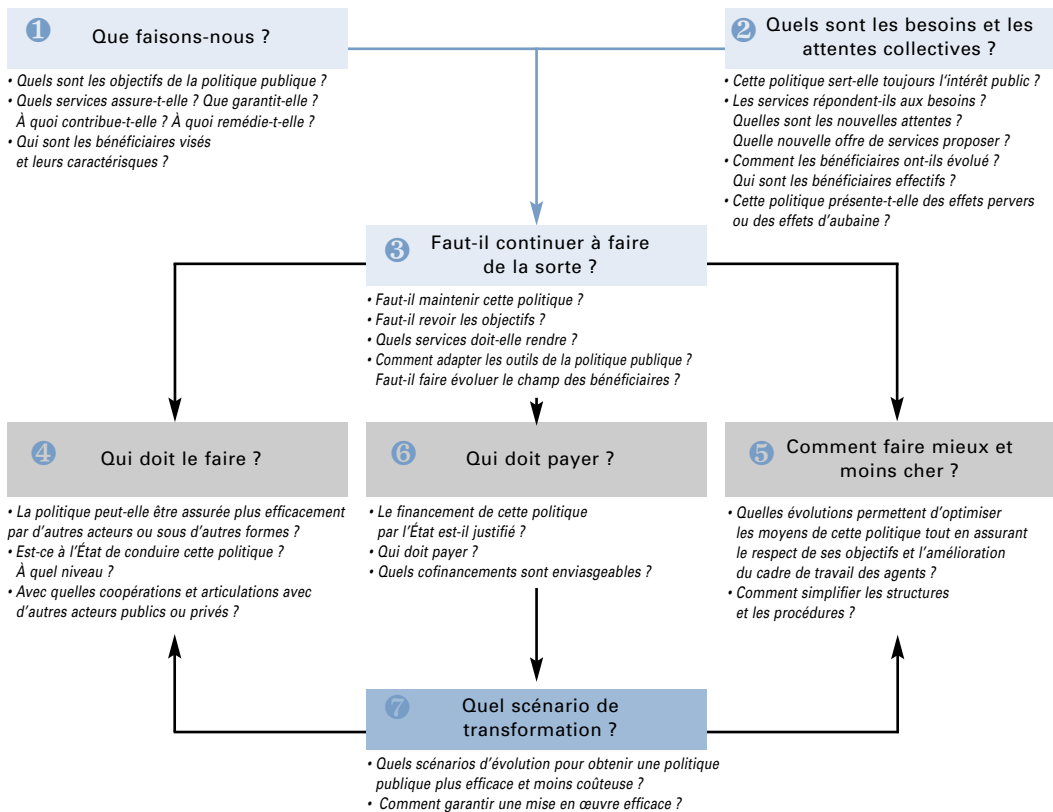 1 Que faisons-nous ?
• Quels sont les objectifs de la politique publique ?
• Quels services assure-t-elle ? Que garantit-elle ?
À quoi contribue-t-elle ? À quoi remédie-t-elle ?
• Qui sont les bénéficiaires visés
et leurs caractérisques ?
2 Quels sont les besoins et les
attentes collectives ?
• Cette politique sert-elle toujours l'intérêt public ?
• Les services répondent-ils aux besoins ?
Quelles sont les nouvelles attentes ?
Quelle nouvelle offre de services proposer ?
• Comment les bénéficiaires ont-ils évolué ?
Qui sont les bénéficiaires effectifs ?
• Cette politique présente-t-elle des effets pervers
ou des effets d'aubaine ?
3 Faut-il continuer à faire
de la sorte ?
• Faut-il maintenir cette politique ?
• Faut-il revoir les objectifs ?
• Quels services doit-elle rendre ?
• Comment adapter les outils de la politique publique ?
Faut-il faire évoluer le champ des bénéficiaires ?
4 Qui doit le faire ?
• La politique peut-elle être assurée plus efficacement
par d'autres acteurs ou sous d'autres formes ?
• Est-ce à l'État de conduire cette politique ?
À quel niveau ?
• Avec quelles coopérations et articulations avec
d'autres acteurs publics ou privés ?
6 Qui doit payer ?
• Le financement de cette politique
par l'État est-il justifié ?
• Qui doit payer ?
• Quels cofinancements sont enviasgeables ?
5 Comment faire mieux et
moins cher ?
• Quelles évolutions permettent d'optimiser
les moyens de cette politique tout en assurant
le respect de ses objectifs et l'amélioration
du cadre de travail des agents ?
• Comment simplifier les structures
et les procédures ?
7 Quel scénario de
transformation ?
• Quels scénarios d'évolution pour obtenir une politique
publique plus efficace et moins coûteuse ?
• Comment garantir une mise en œuvre efficace ?